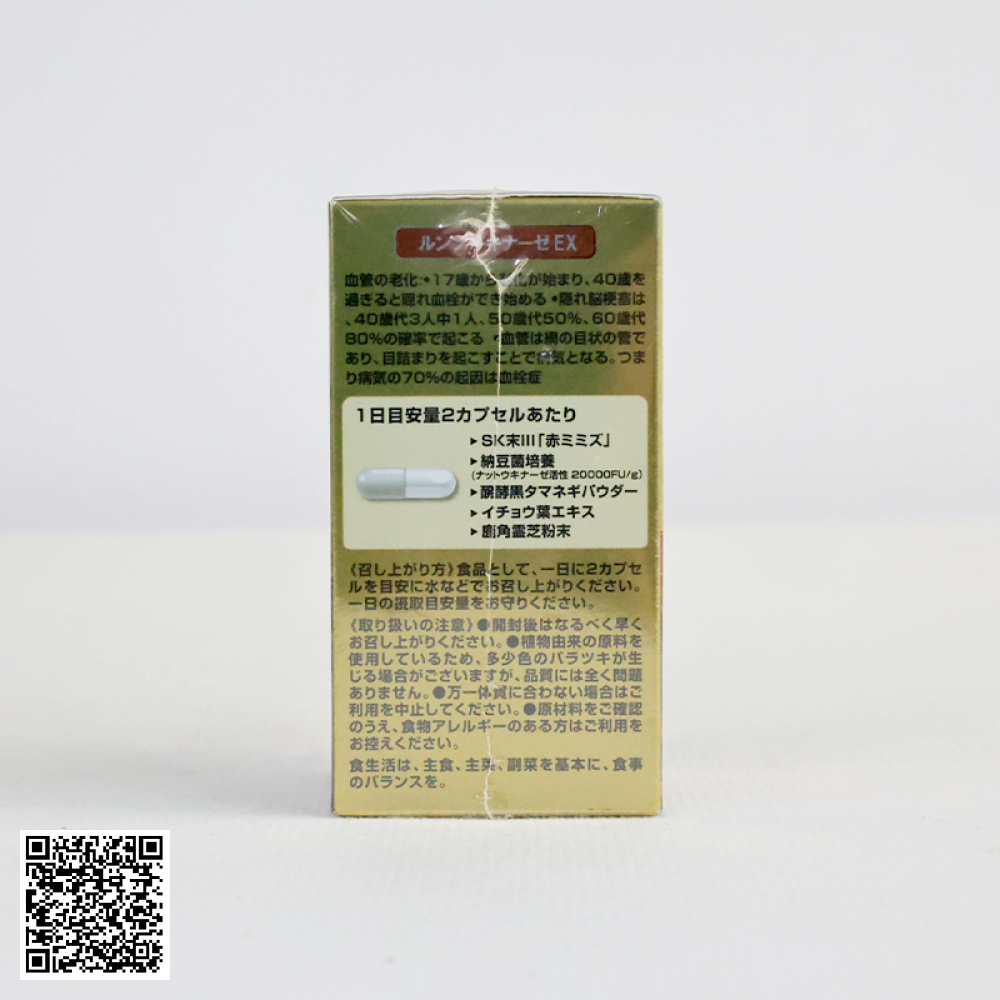 ルン キナーゼEX
血管の老化:•17歳から 化が始まり、40歳を
過ぎると隠れ血栓ができ始める •隠れ脳梗塞は
、40歳代3人中1人、50歳代50%、60歳代
80%の確率で起こる •血管は網の目状の管で
あり、目詰まりを起こすことで病気となる。つま
り病気の70%の起因は血栓症
1日目安量2カプセルあたり
▶SK末III「赤ミミズ」
▶納豆菌培養
(ナットウキナーゼ活性 20000FU/g)
▶醗酵黒タマネギパウダー
▶イチョウ葉エキス
▶鹿角霊芝粉末
《召し上がり方》食品として、一日に2カプセ
ルを目安に水などでお召し上がりください。
一日の摂取目安量をお守りください。
《取り扱いの注意》●開封後はなるべく早く
お召し上がりください。●植物由来の原料を
使用しているため、多少色のバラツキが生
じる場合がございますが、品質には全く問題
ありません。●万一体質に合わない場合はご
利用を中止してください。●原材料をご確認
のうえ、食物アレルギーのある方はご利用を
お控えください。
食生活は、主食、主菜、副菜を基本に、食事
のバランスを。